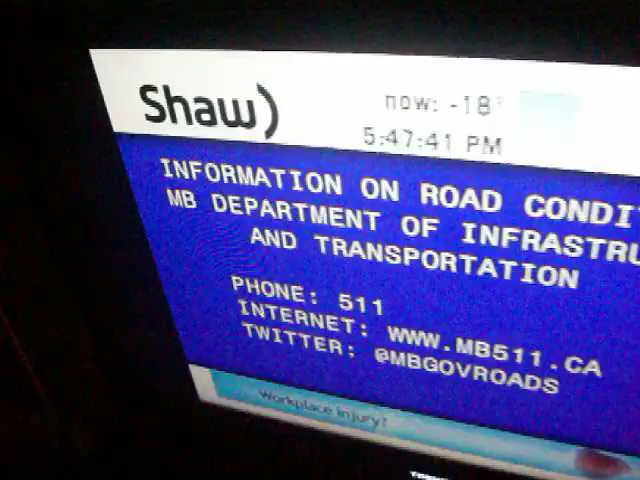 Shaw)
now: -18°
5:47:41 PM
INFORMATION ON ROAD CONDI
MB DEPARTMENT OF INFRASTRU
AND TRANSPORTATION
PHONE: 511
INTERNET: WWW.MB511.CA
TWITTER: @MBGOVROADS
Workplace injury?